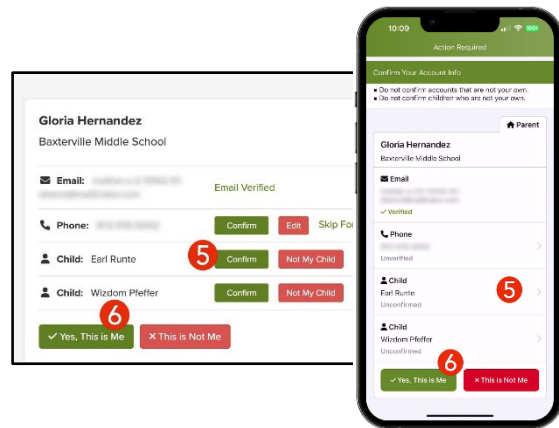 Gloria Hernandez
Baxterville Middle School
Email:
Email Verified
Phone:
Confirm Edit Skip For
Child: Earl Runte
5 Confirm Not My Child
Child: Wizdom Pfeffer
Confirm Not My Child
6
✓ Yes, This is Me × This is Not Me
10:09
Action Required
Confirm Your Account Info
▪ Do not confirm accounts that are not your own.
▪ Do not confirm children who are not your own.
Parent
Gloria Hernandez
Baxterville Middle School
Email
✓ Verified
Phone
Unverified
Child
Earl Runte
5
Unconfirmed
Child
Wizdom Pfeffer
Unconfirmed
6
✓ Yes, This is Me × This is Not Me